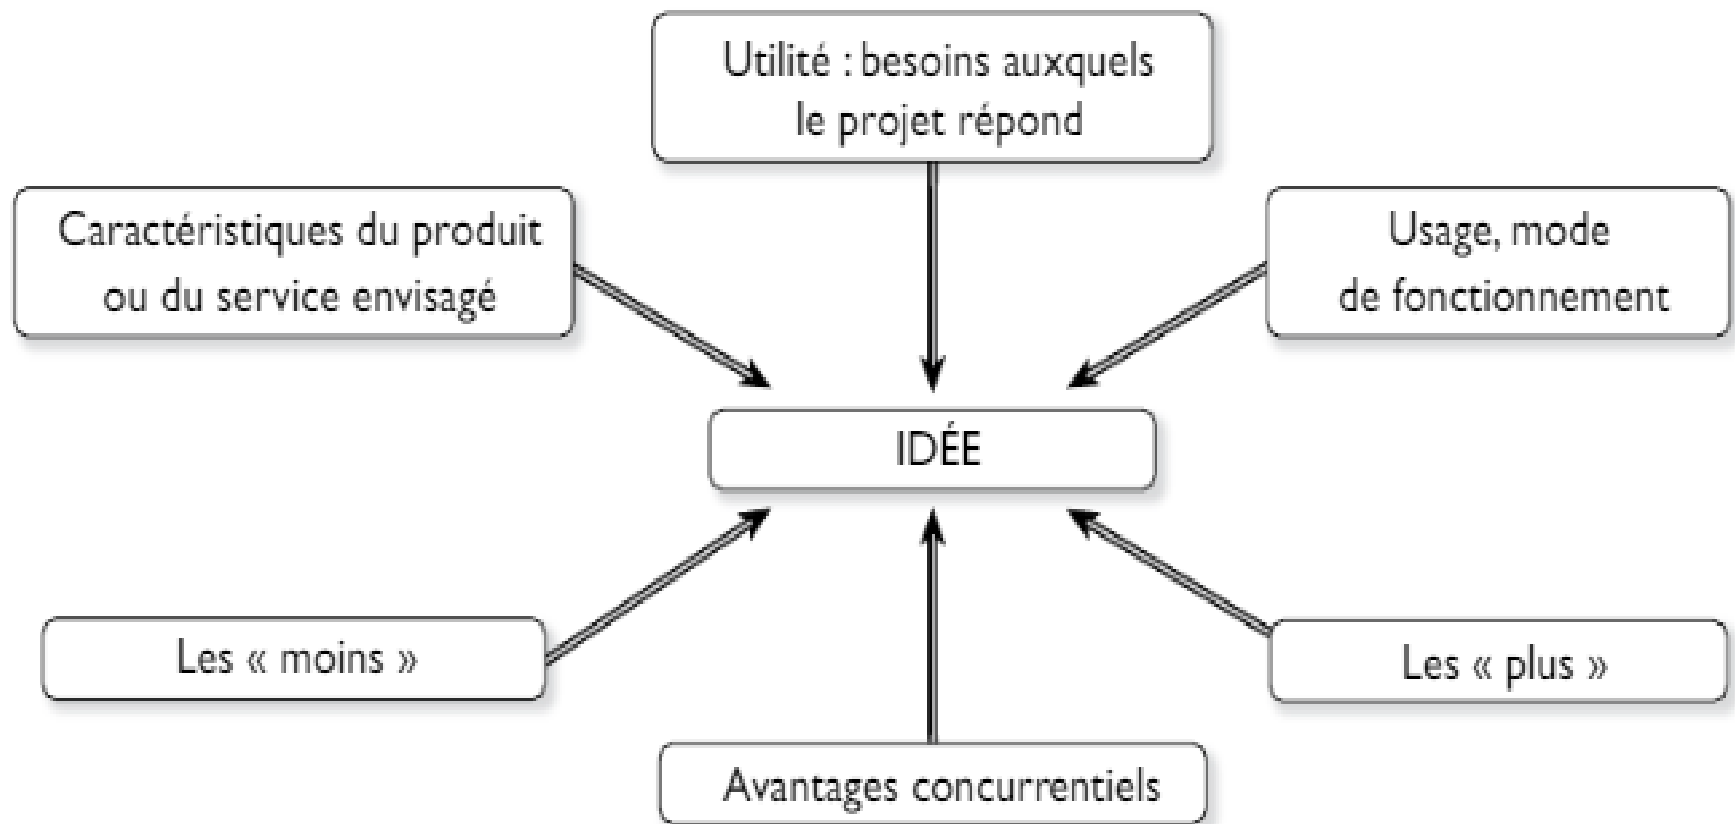 Utilité : besoins auxquels
le projet répond
Caractéristiques du produit
ou du service envisagé
Usage, mode
de fonctionnement
IDÉE
Les « moins »
Les « plus »
Avantages concurrentiels